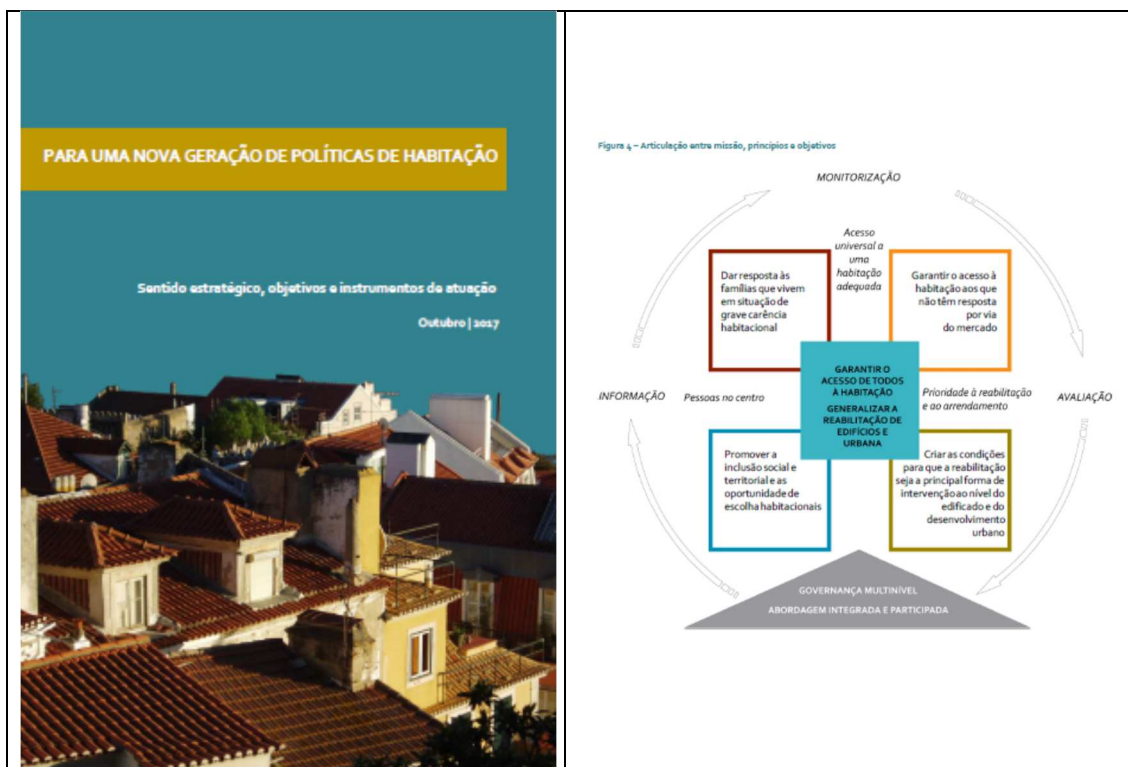 PARA UMA NOVA GERAÇÃO DE POLÍTICAS DE HABITAÇÃO
Sentido estratégico, objetivos e instrumentos de atuação
Outubro | 2017
Figura 4 – Articulação entre missão, princípios e objetivos
MONITORIZAÇÃO
Acesso
universal a
uma
habitação
adequada
Dar resposta às
famílias que vivem
em situação de
grave carência
habitacional
Garantir o acesso à
habitação aos que
não têm resposta
por via
do mercado
GARANTIR O
ACESSO DE TODOS
À HABITAÇÃO
GENERALIZAR A
REABILITAÇÃO DE
EDIFÍCIOS E
URBANA
INFORMAÇÃO
Pessoas no centro
Prioridade à reabilitação
e ao arrendamento
AVALIAÇÃO
Promover a
inclusão social e
territorial e as
oportunidade de
escolha habitacionais
Criar as condições
para que a reabilitação
seja a principal forma de
intervenção ao nível do
edificado e do
desenvolvimento
urbano
GOVERNANÇA MULTINÍVEL
ABORDAGEM INTEGRADA E PARTICIPADA